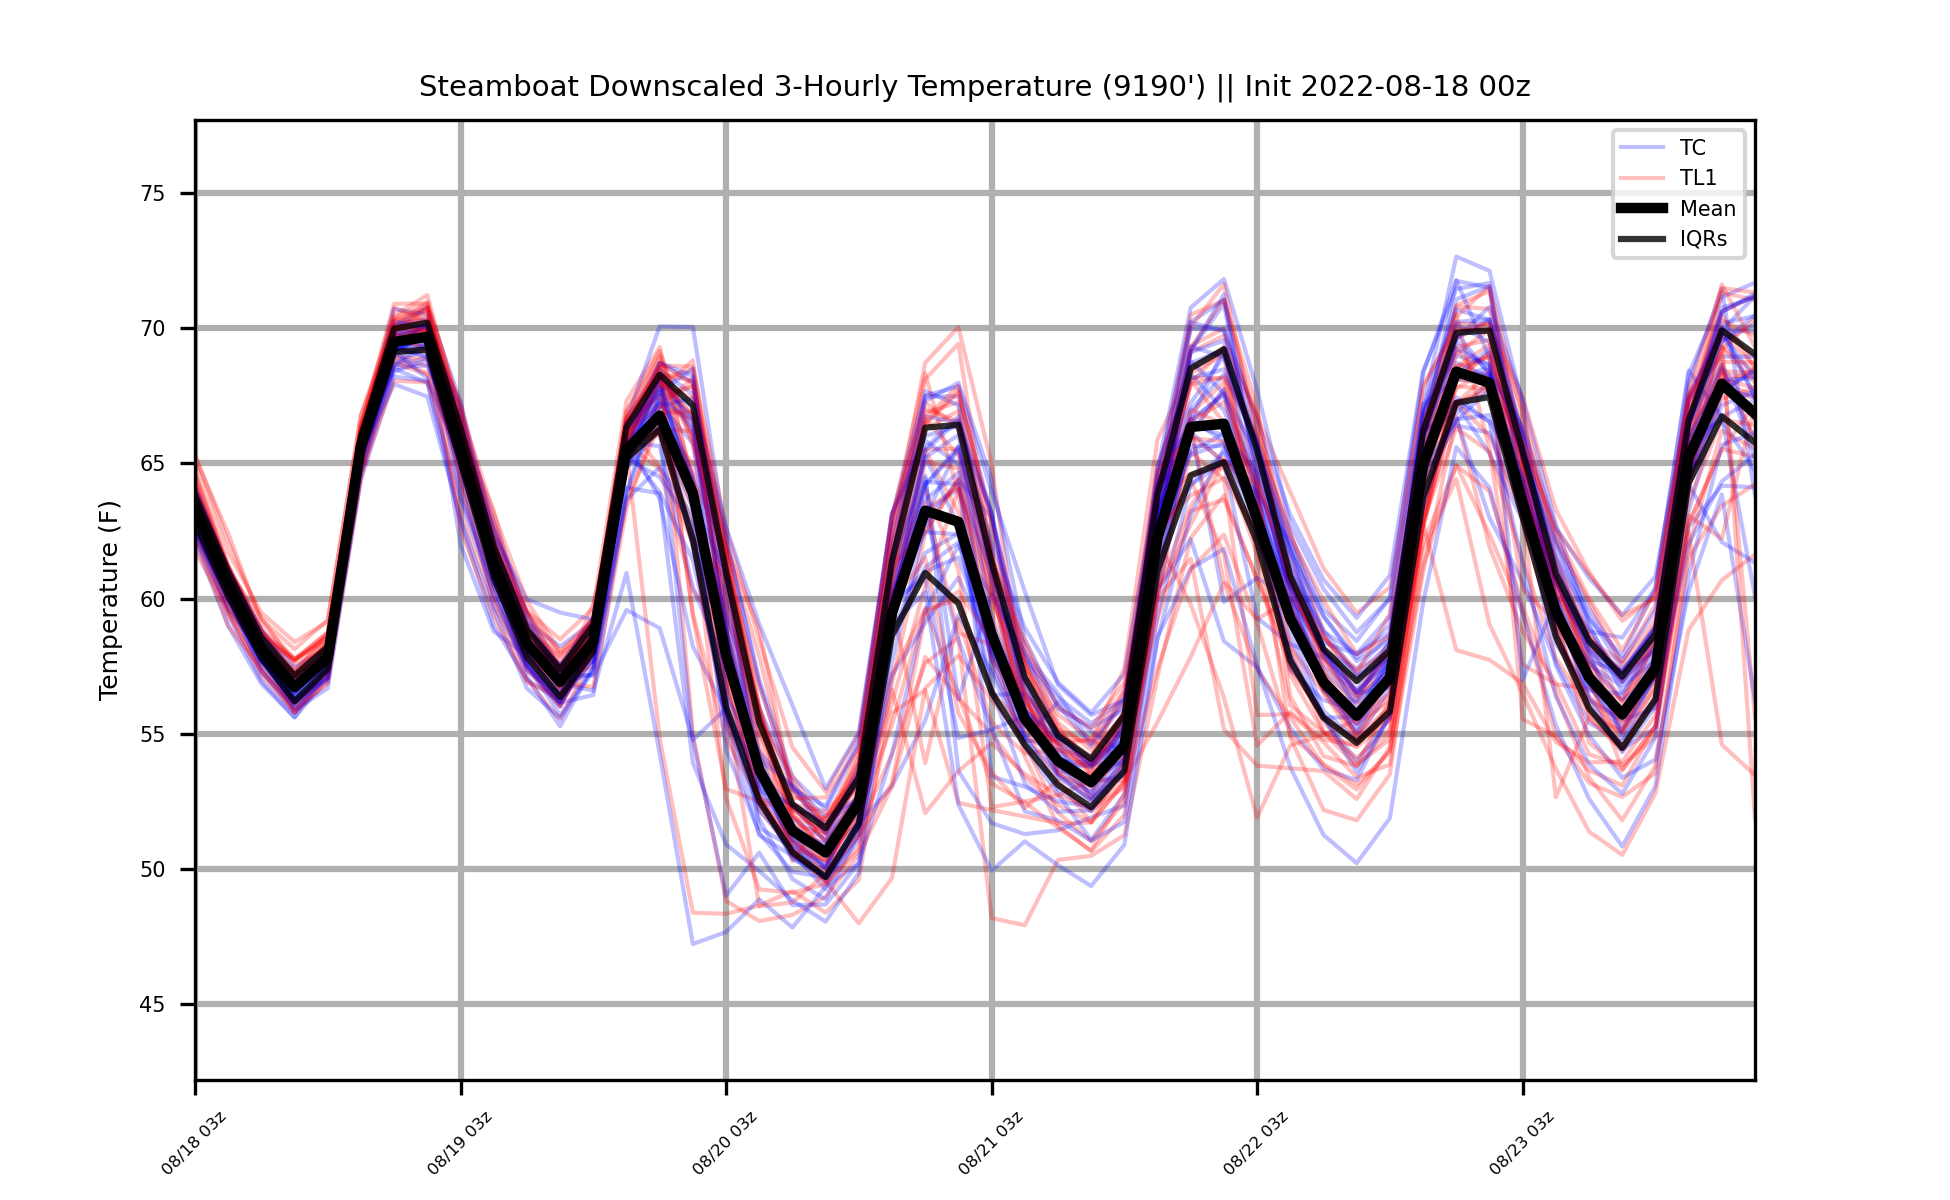 Steamboat Downscaled 3-Hourly Temperature (9190') || Init 2022-08-18 00z
TC
TL1
Mean
IQRs
Temperature (F)
75
70
65
60
55
50
45
08/18 03z
08/19 03z
08/20 03z
08/21 03z
08/22 03z
08/23 03z